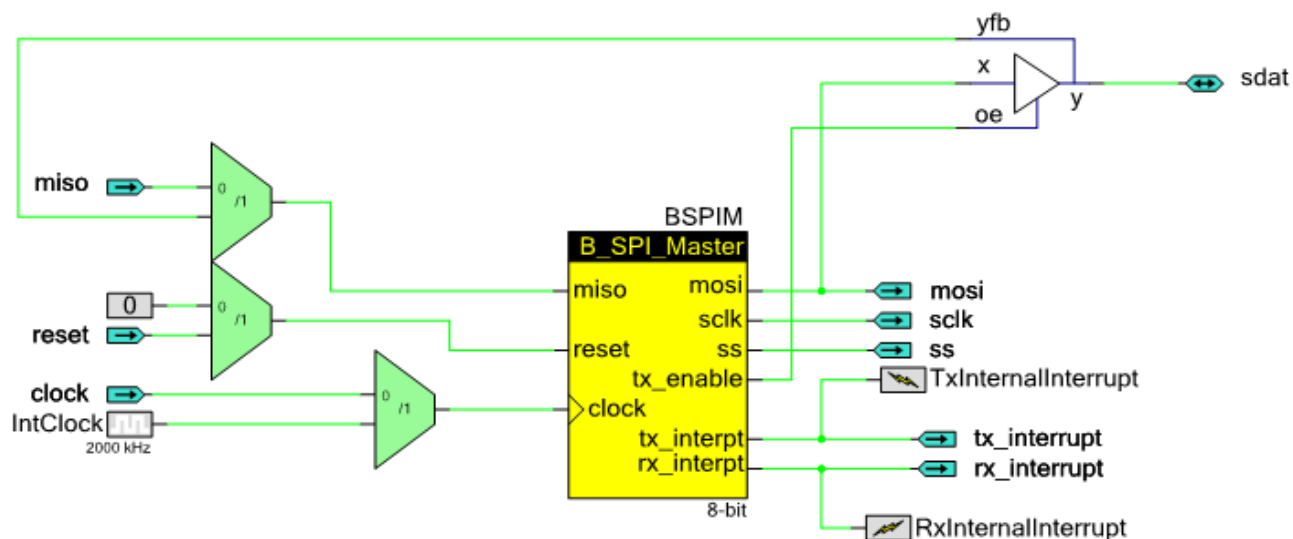 yfb
x
y
sdat
oe
miso
0
/1
BSPIM
B_SPI_Master
miso
mosi
mosi
0
0
/1
sclk
sclk
reset
reset
ss
ss
tx_enable
TxInternalInterrupt
clock
0
/1
clock
IntClock
2000 kHz
tx_interpt
tx_interrupt
rx_interpt
rx_interrupt
8-bit
RxInternalInterrupt